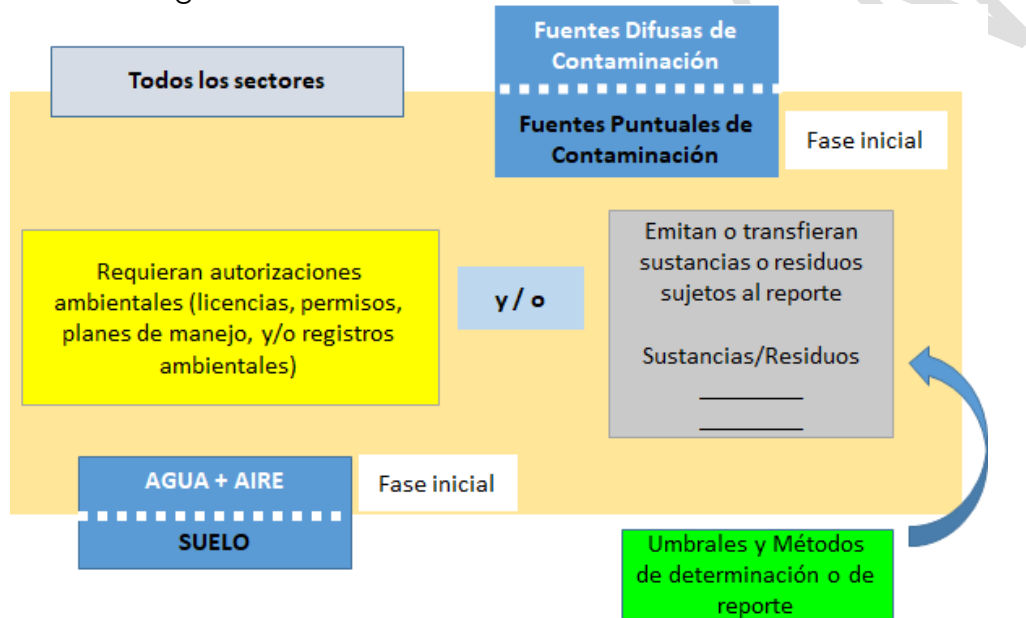 Fuentes Difusas de
Contaminación
Todos los sectores
Fuentes Puntuales de
Contaminación
Fase inicial
Requieran autorizaciones
ambientales (licencias, permisos,
planes de manejo, y/o registros
ambientales)
y / o
Emitan o transfieran
sustancias o residuos
sujetos al reporte
Sustancias/Residuos
AGUA + AIRE
Fase inicial
SUELO
Umbrales y Métodos
de determinación o de
reporte